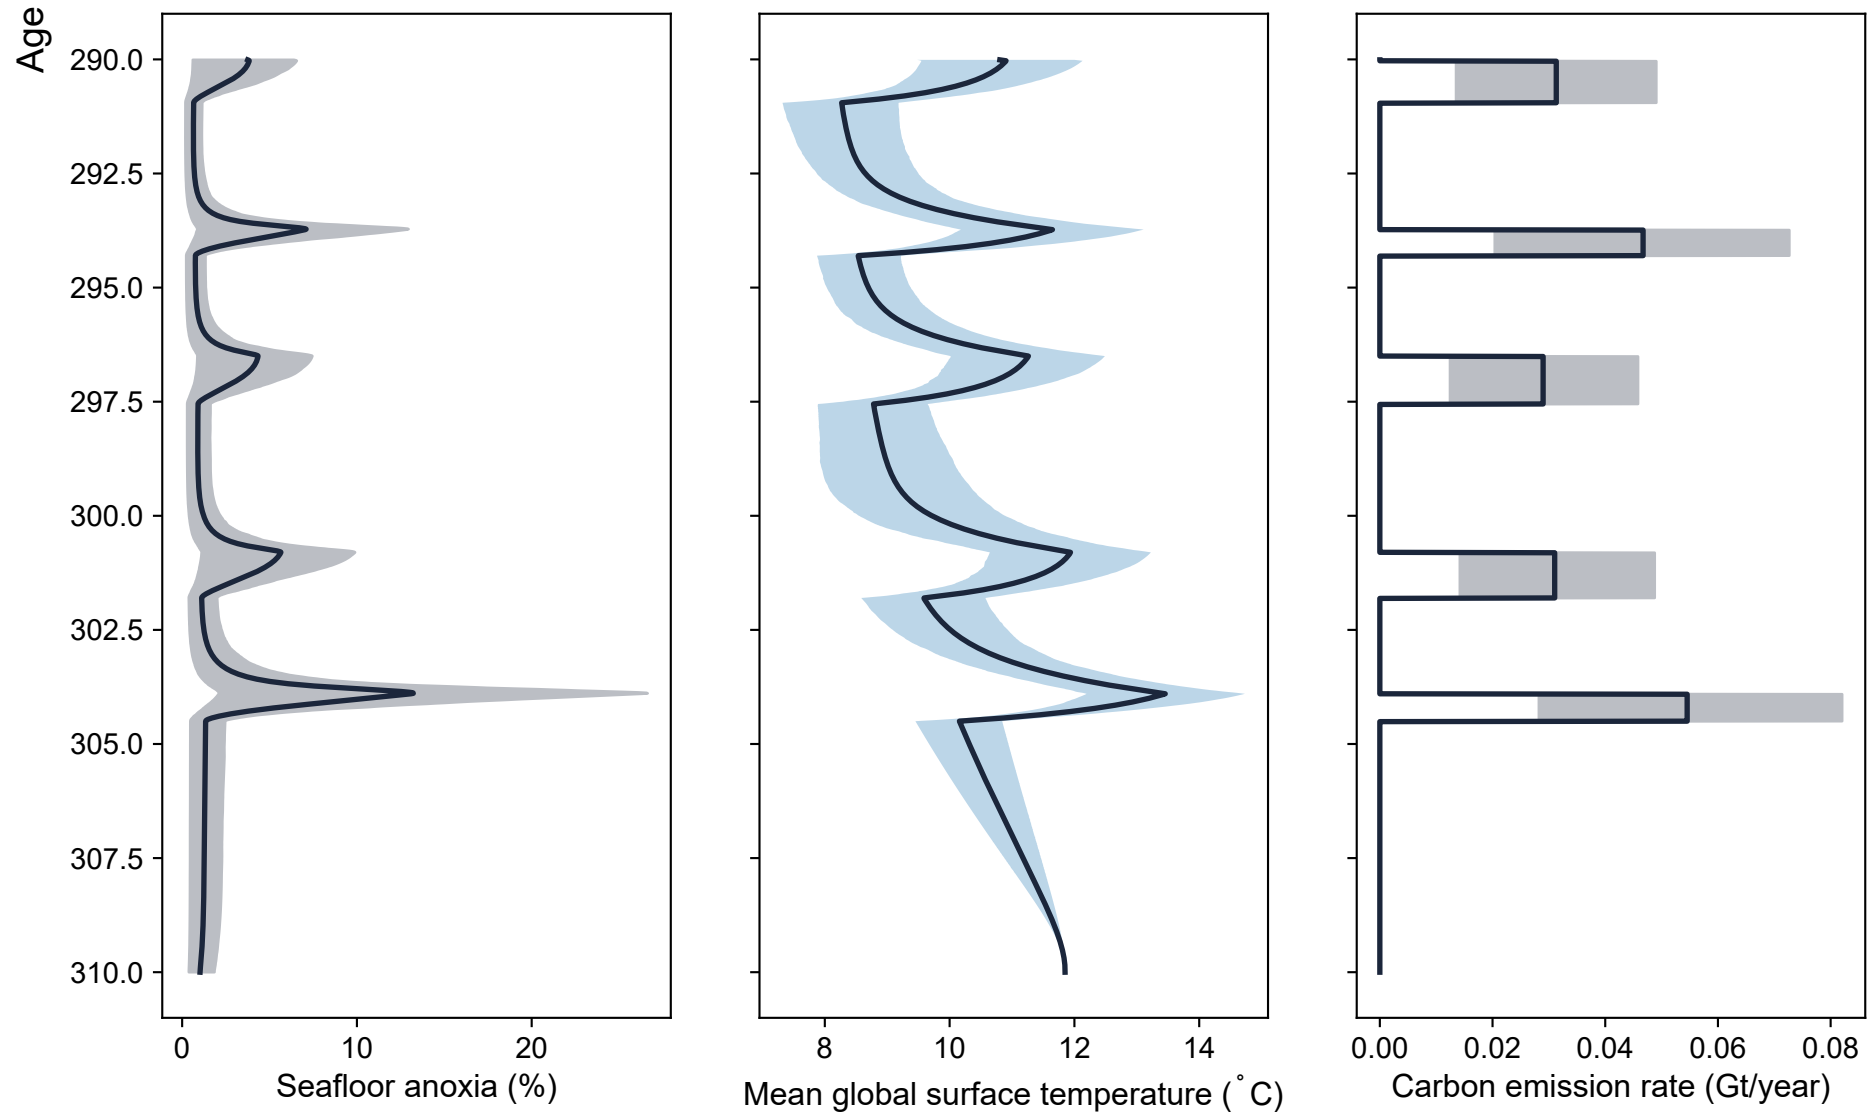 Age
290.0
292.5
295.0
297.5
300.0
302.5
305.0
307.5
310.0
0 10 20
Seafloor anoxia (%)
8 10 12 14
Mean global surface temperature (˚C)
0.00 0.02 0.04 0.06 0.08
Carbon emission rate (Gt/year)